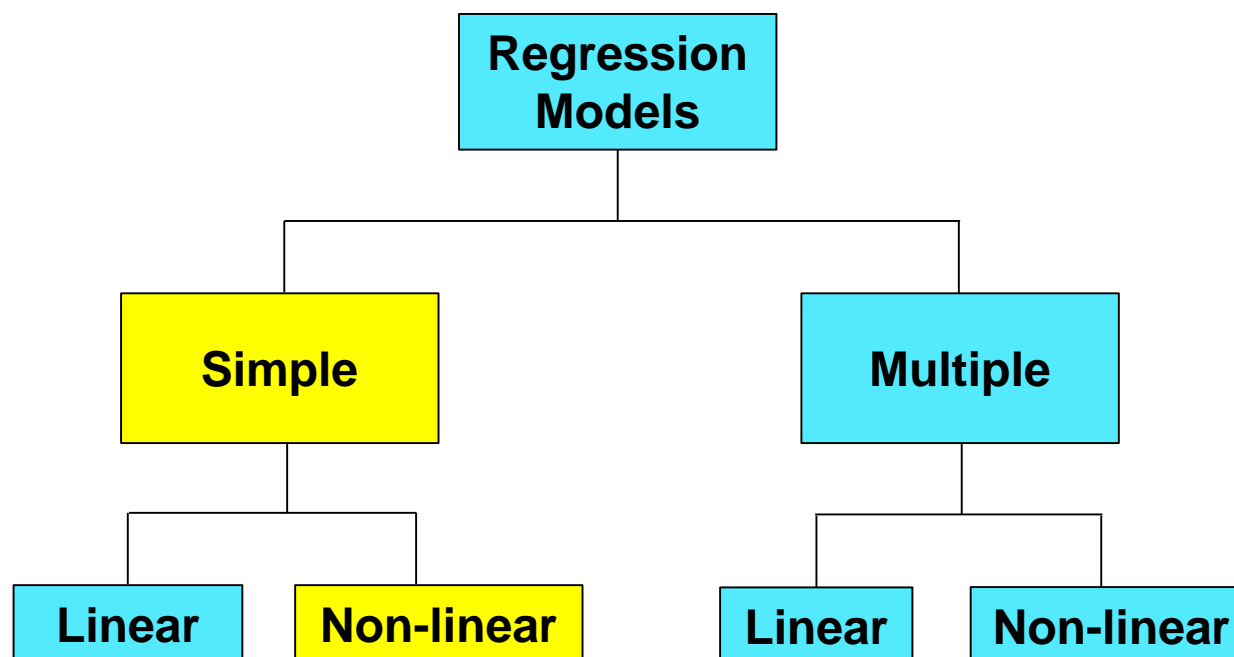 Regression
Models
Simple
Multiple
Linear
Non-linear
Linear
Non-linear